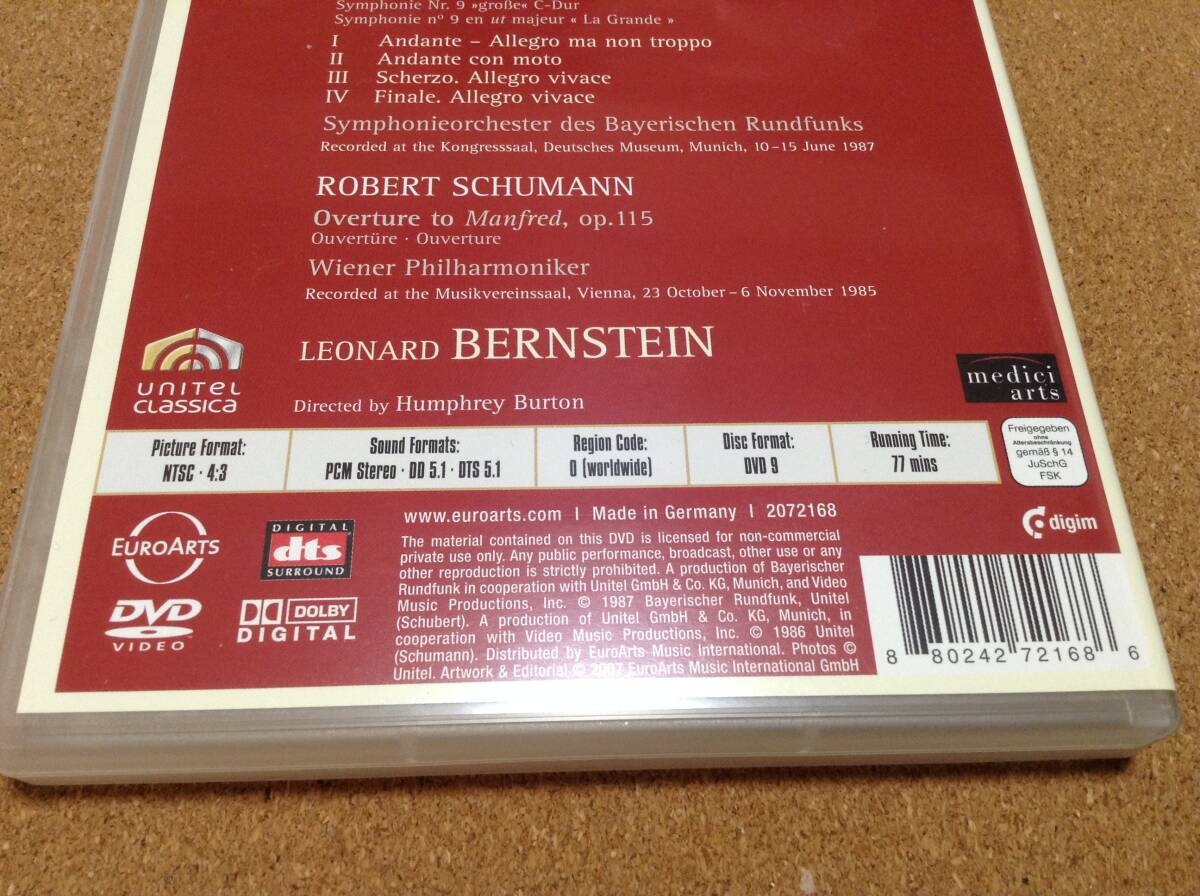 Symphonie Nr. 9 »große« C-Dur
Symphonie nº 9 en ut majeur « La Grande »
I Andante – Allegro ma non troppo
II Andante con moto
III Scherzo. Allegro vivace
IV Finale. Allegro vivace
Symphonieorchester des Bayerischen Rundfunks
Recorded at the Kongresssaal, Deutsches Museum, Munich, 10–15 June 1987
ROBERT SCHUMANN
Overture to Manfred, op.115
Ouvertüre · Ouverture
Wiener Philharmoniker
Recorded at the Musikvereinssaal, Vienna, 23 October – 6 November 1985
LEONARD BERNSTEIN
Directed by Humphrey Burton
UNITEL
CLASSICA
medici
arts
Picture Format:
NTSC · 4:3
Sound Formats:
PCM Stereo · DD 5.1 · DTS 5.1
Region Code:
0 (worldwide)
Disc Format:
DVD 9
Running Time:
77 mins
Freigegeben
ohne
Altersbeschränkung
gemäß § 14
JuSchG
FSK
www.euroarts.com | Made in Germany | 2072168
The material contained on this DVD is licensed for non-commercial
private use only. Any public performance, broadcast, other use or any
other reproduction is strictly prohibited. A production of Bayerischer
Rundfunk in cooperation with Unitel GmbH & Co. KG, Munich, and Video
Music Productions, Inc. © 1987 Bayerischer Rundfunk, Unitel
(Schubert). A production of Unitel GmbH & Co. KG, Munich, in
cooperation with Video Music Productions, Inc. © 1986 Unitel
(Schumann). Distributed by EuroArts Music International. Photos ©
Unitel. Artwork & Editorial © 2007 EuroArts Music International GmbH
EUROARTS
DIGITAL
dts
SURROUND
DVD
VIDEO
DOLBY
DIGITAL
digim
8 80242 72168 6